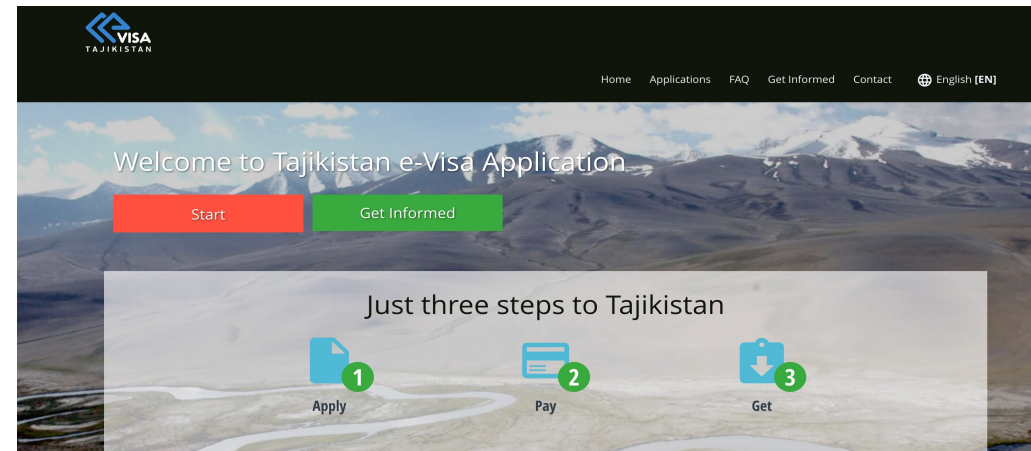 VISA
TAJIKISTAN
Home Applications FAQ Get Informed Contact English [EN]
Welcome to Tajikistan e-Visa Application
Start Get Informed
Just three steps to Tajikistan
1 2 3
Apply Pay Get